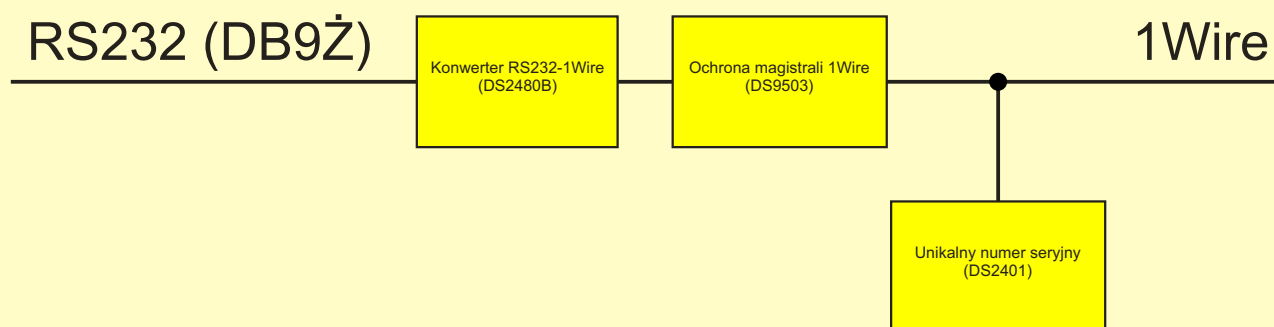 RS232 (DB9Ż)
1Wire
Konwerter RS232-1Wire
(DS2480B)
Ochrona magistrali 1Wire
(DS9503)
Unikalny numer seryjny
(DS2401)